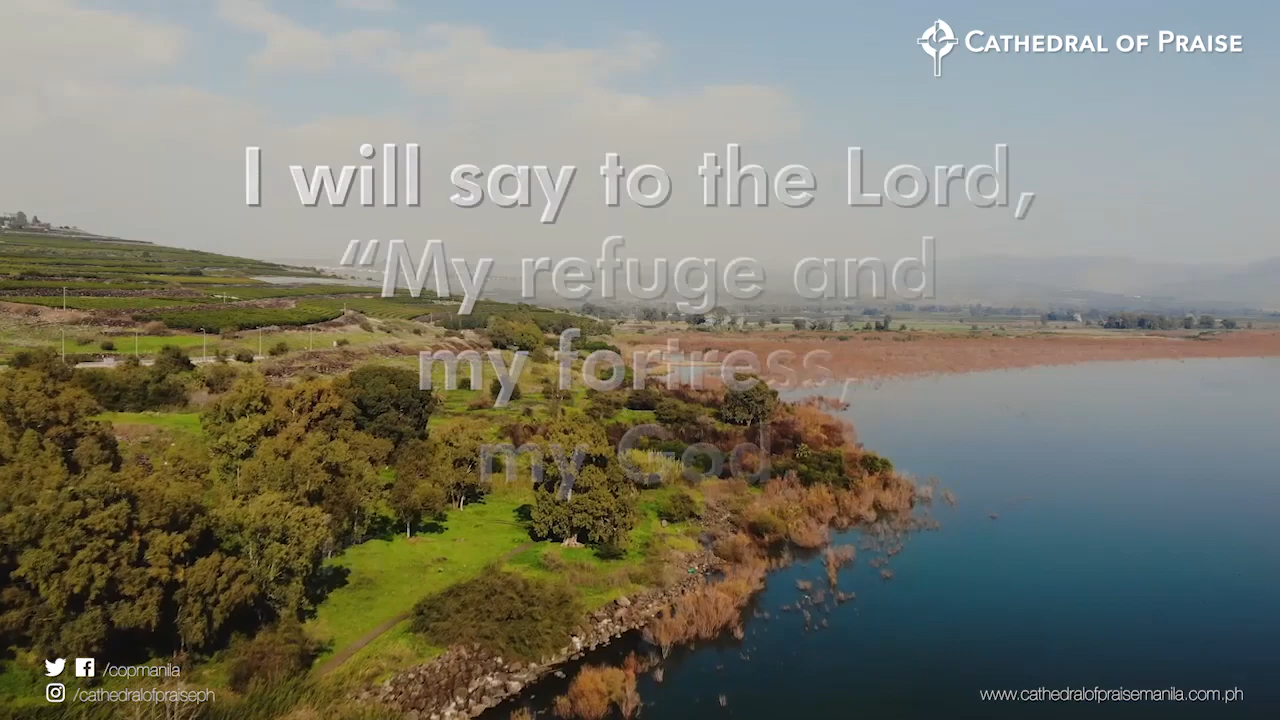 CATHEDRAL OF PRAISE
I will say to the Lord,
“My refuge and
my fortress,
my God
/copmanila
/cathedralofpraiseph
www.cathedralofpraisemanila.com.ph